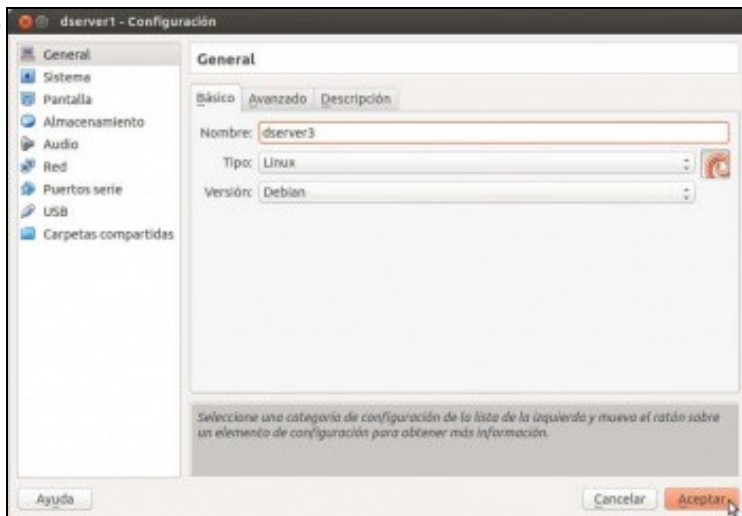 dserver1 - Configuración
General
Sistema
Pantalla
Almacenamiento
Audio
Red
Puertos serie
USB
Carpetas compartidas
General
Básico Avanzado Descripción
Nombre: dserver3
Tipo: Linux
Versión: Debian
Seleccione una categoría de configuración de la lista de la izquierda y mueva el ratón sobre
un elemento de configuración para obtener más información.
Ayuda Cancelar Aceptar